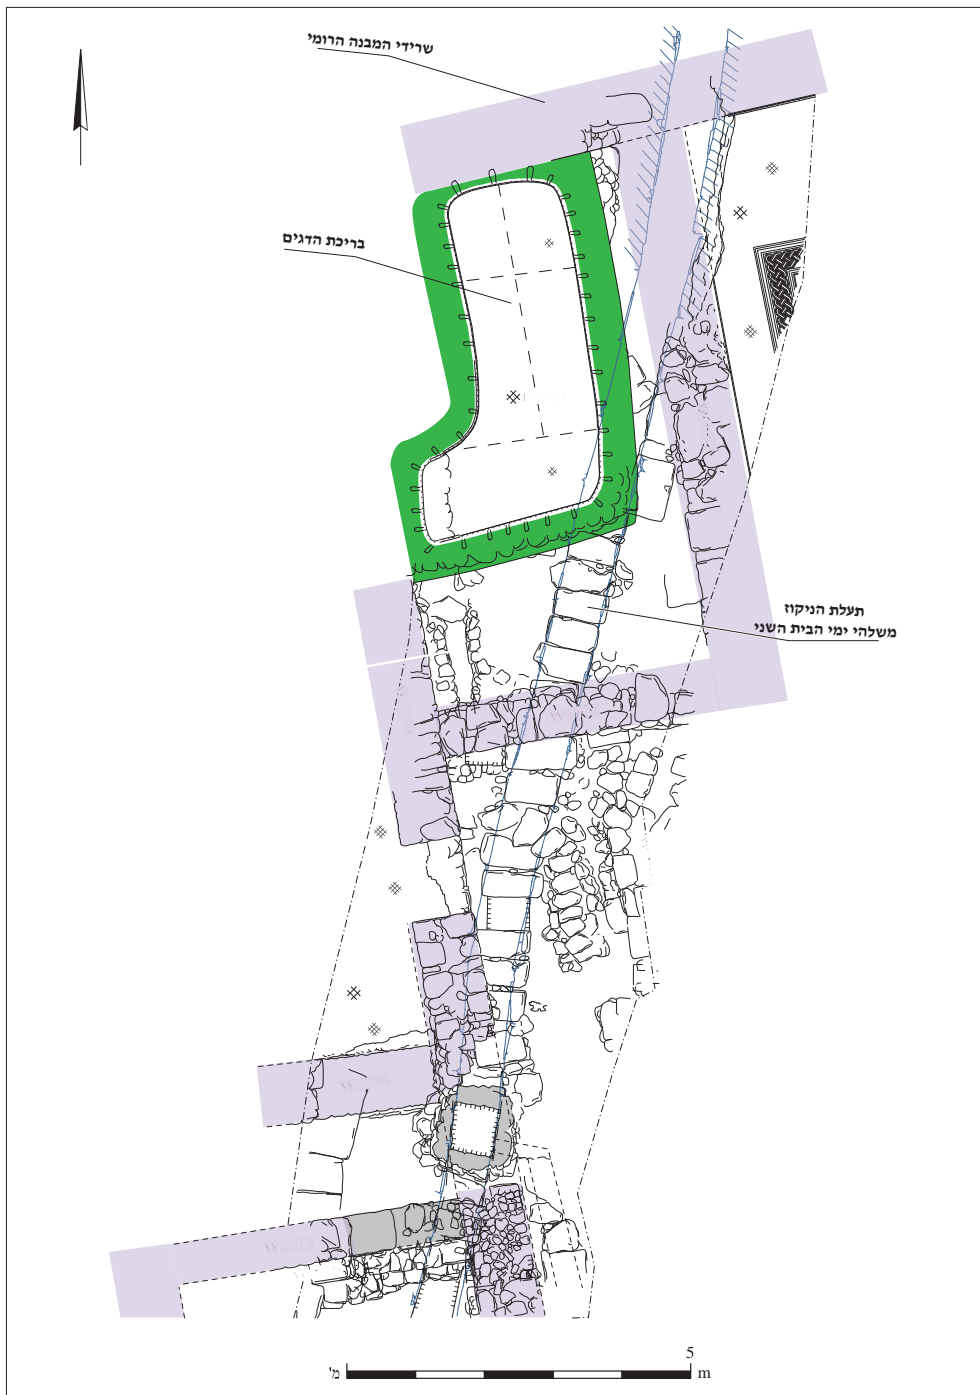 שרידי המבנה הרומי
בריכת הדגים
תעלת הניקוז
משלהי ימי הבית השני
5
מ'
m